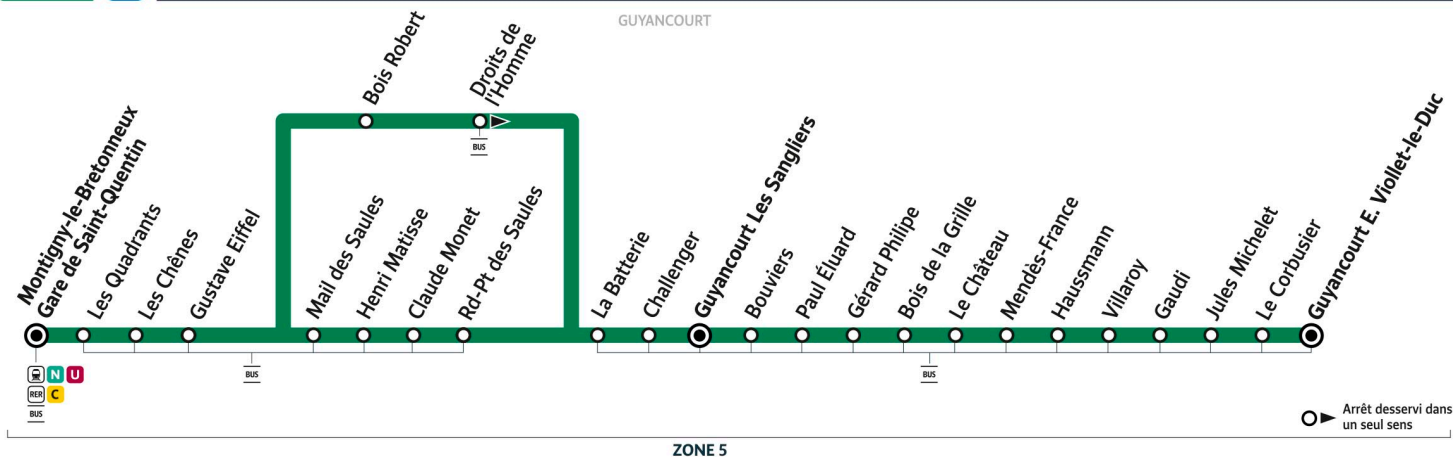 GUYANCOURT
Bois Robert
Droits de
l'Homme
BUS
Montigny-le-Bretonneux
Gare de Saint-Quentin
Les Quadrants
Les Chênes
Gustave Eiffel
Mail des Saules
Henri Matisse
Claude Monet
Rd-Pt des Saules
La Batterie
Challenger
Guyancourt Les Sangliers
Bouviers
Paul Éluard
Gérard Philipe
Bois de la Grille
Le Château
Mendès-France
Haussmann
Villaroy
Gaudi
Jules Michelet
Le Corbusier
Guyancourt E. Viollet-le-Duc
N U
RER C
BUS
BUS
BUS
Arrêt desservi dans
un seul sens
ZONE 5